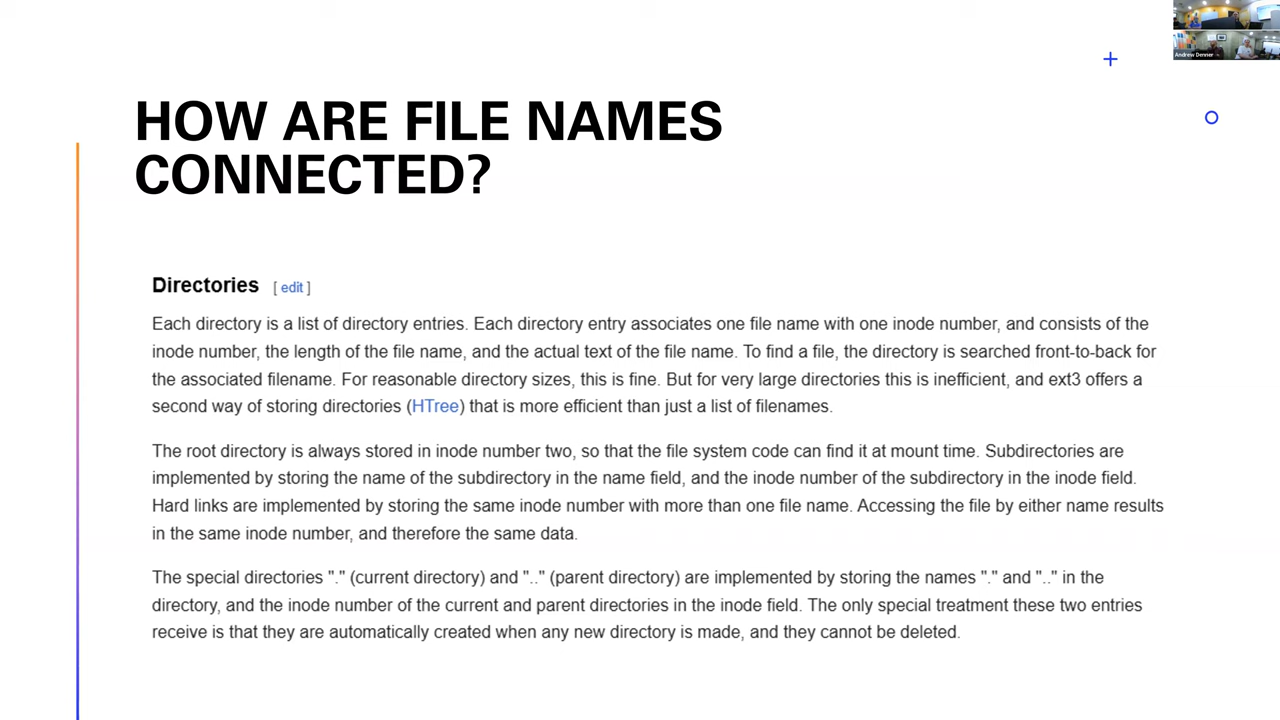 Andrew Denner
HOW ARE FILE NAMES
CONNECTED?
Directories [ edit ]
Each directory is a list of directory entries. Each directory entry associates one file name with one inode number, and consists of the
inode number, the length of the file name, and the actual text of the file name. To find a file, the directory is searched front-to-back for
the associated filename. For reasonable directory sizes, this is fine. But for very large directories this is inefficient, and ext3 offers a
second way of storing directories (HTree) that is more efficient than just a list of filenames.
The root directory is always stored in inode number two, so that the file system code can find it at mount time. Subdirectories are
implemented by storing the name of the subdirectory in the name field, and the inode number of the subdirectory in the inode field.
Hard links are implemented by storing the same inode number with more than one file name. Accessing the file by either name results
in the same inode number, and therefore the same data.
The special directories "." (current directory) and ".." (parent directory) are implemented by storing the names "." and ".." in the
directory, and the inode number of the current and parent directories in the inode field. The only special treatment these two entries
receive is that they are automatically created when any new directory is made, and they cannot be deleted.